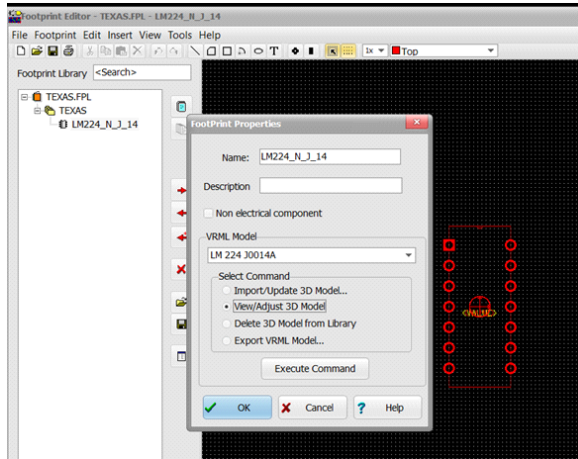 Footprint Editor - TEXAS.FPL - LM224_N_J_14
File Footprint Edit Insert View Tools Help
T 1x Top
Footprint Library <Search>
TEXAS.FPL
TEXAS
LM224_N_J_14
FootPrint Properties
Name: LM224_N_J_14
Description
Non electrical component
VRML Model
LM 224 J0014A
Select Command
Import/Update 3D Model...
View/Adjust 3D Model
Delete 3D Model from Library
Export VRML Model...
Execute Command
OK Cancel ? Help
<VALUE>